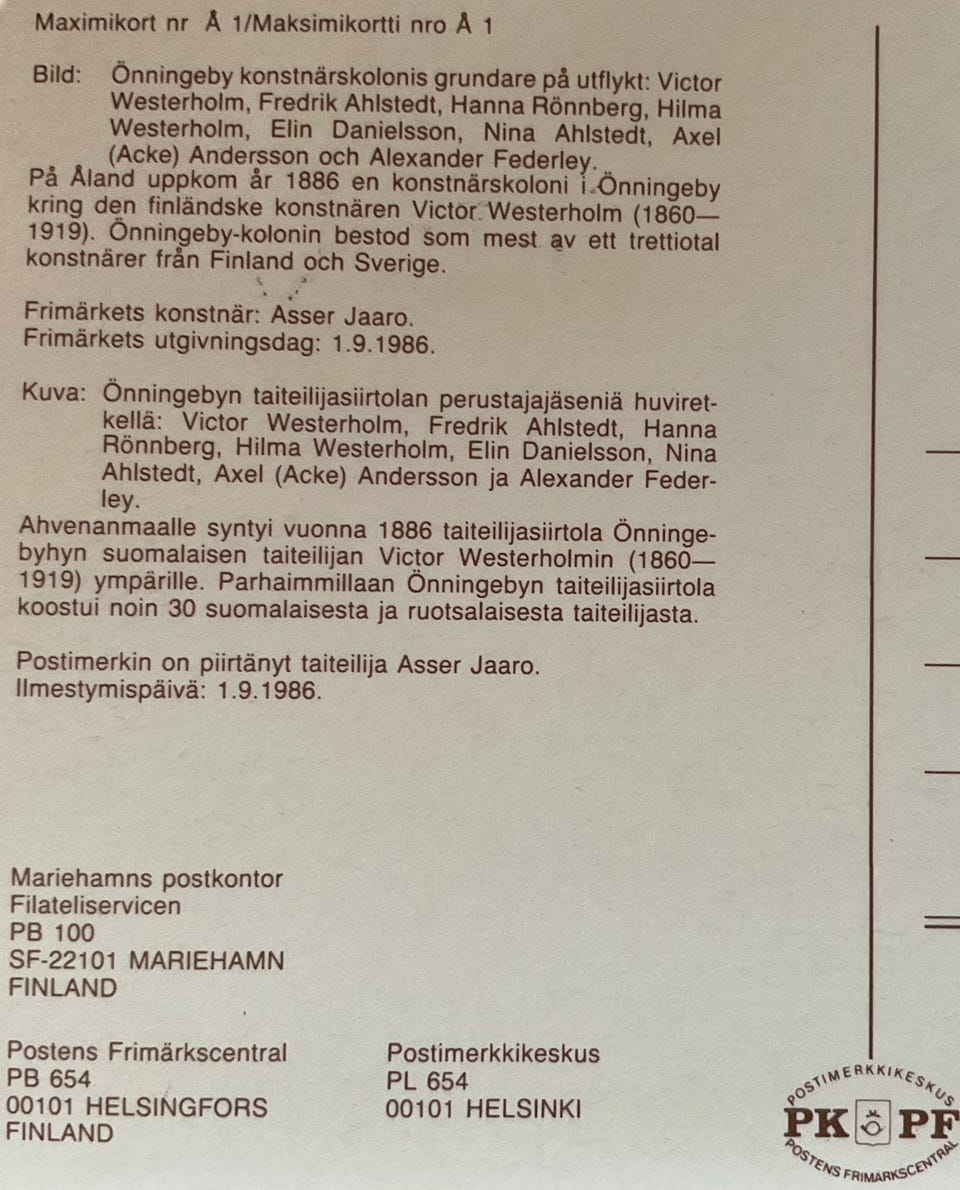 Maximikort nr Å 1/Maksimikortti nro Å 1
Bild: Önningeby konstnärskolonis grundare på utflykt: Victor
Westerholm, Fredrik Ahlstedt, Hanna Rönnberg, Hilma
Westerholm, Elin Danielsson, Nina Ahlstedt, Axel
(Acke) Andersson och Alexander Federley.
På Åland uppkom år 1886 en konstnärskoloni i Önningeby
kring den finländske konstnären Victor Westerholm (1860—
1919). Önningeby-kolonin bestod som mest av ett trettiotal
konstnärer från Finland och Sverige.
Frimärkets konstnär: Asser Jaaro.
Frimärkets utgivningsdag: 1.9.1986.
Kuva: Önningebyn taiteilijasiirtolan perustajajäseniä huviret-
kellä: Victor Westerholm, Fredrik Ahlstedt, Hanna
Rönnberg, Hilma Westerholm, Elin Danielsson, Nina
Ahlstedt, Axel (Acke) Andersson ja Alexander Feder-
ley.
Ahvenanmaalle syntyi vuonna 1886 taiteilijasiirtola Önninge-
byhyn suomalaisen taiteilijan Victor Westerholmin (1860—
1919) ympärille. Parhaimmillaan Önningebyn taiteilijasiirtola
koostui noin 30 suomalaisesta ja ruotsalaisesta taiteilijasta.
Postimerkin on piirtänyt taiteilija Asser Jaaro.
Ilmestymispäivä: 1.9.1986.
Mariehamns postkontor
Filateliservicen
PB 100
SF-22101 MARIEHAMN
FINLAND
Postens Frimärkscentral
PB 654
00101 HELSINGFORS
FINLAND
Postimerkkikeskus
PL 654
00101 HELSINKI
POSTIMERKKIKESKUS
PK PF
POSTENS FRIMÄRKSCENTRAL